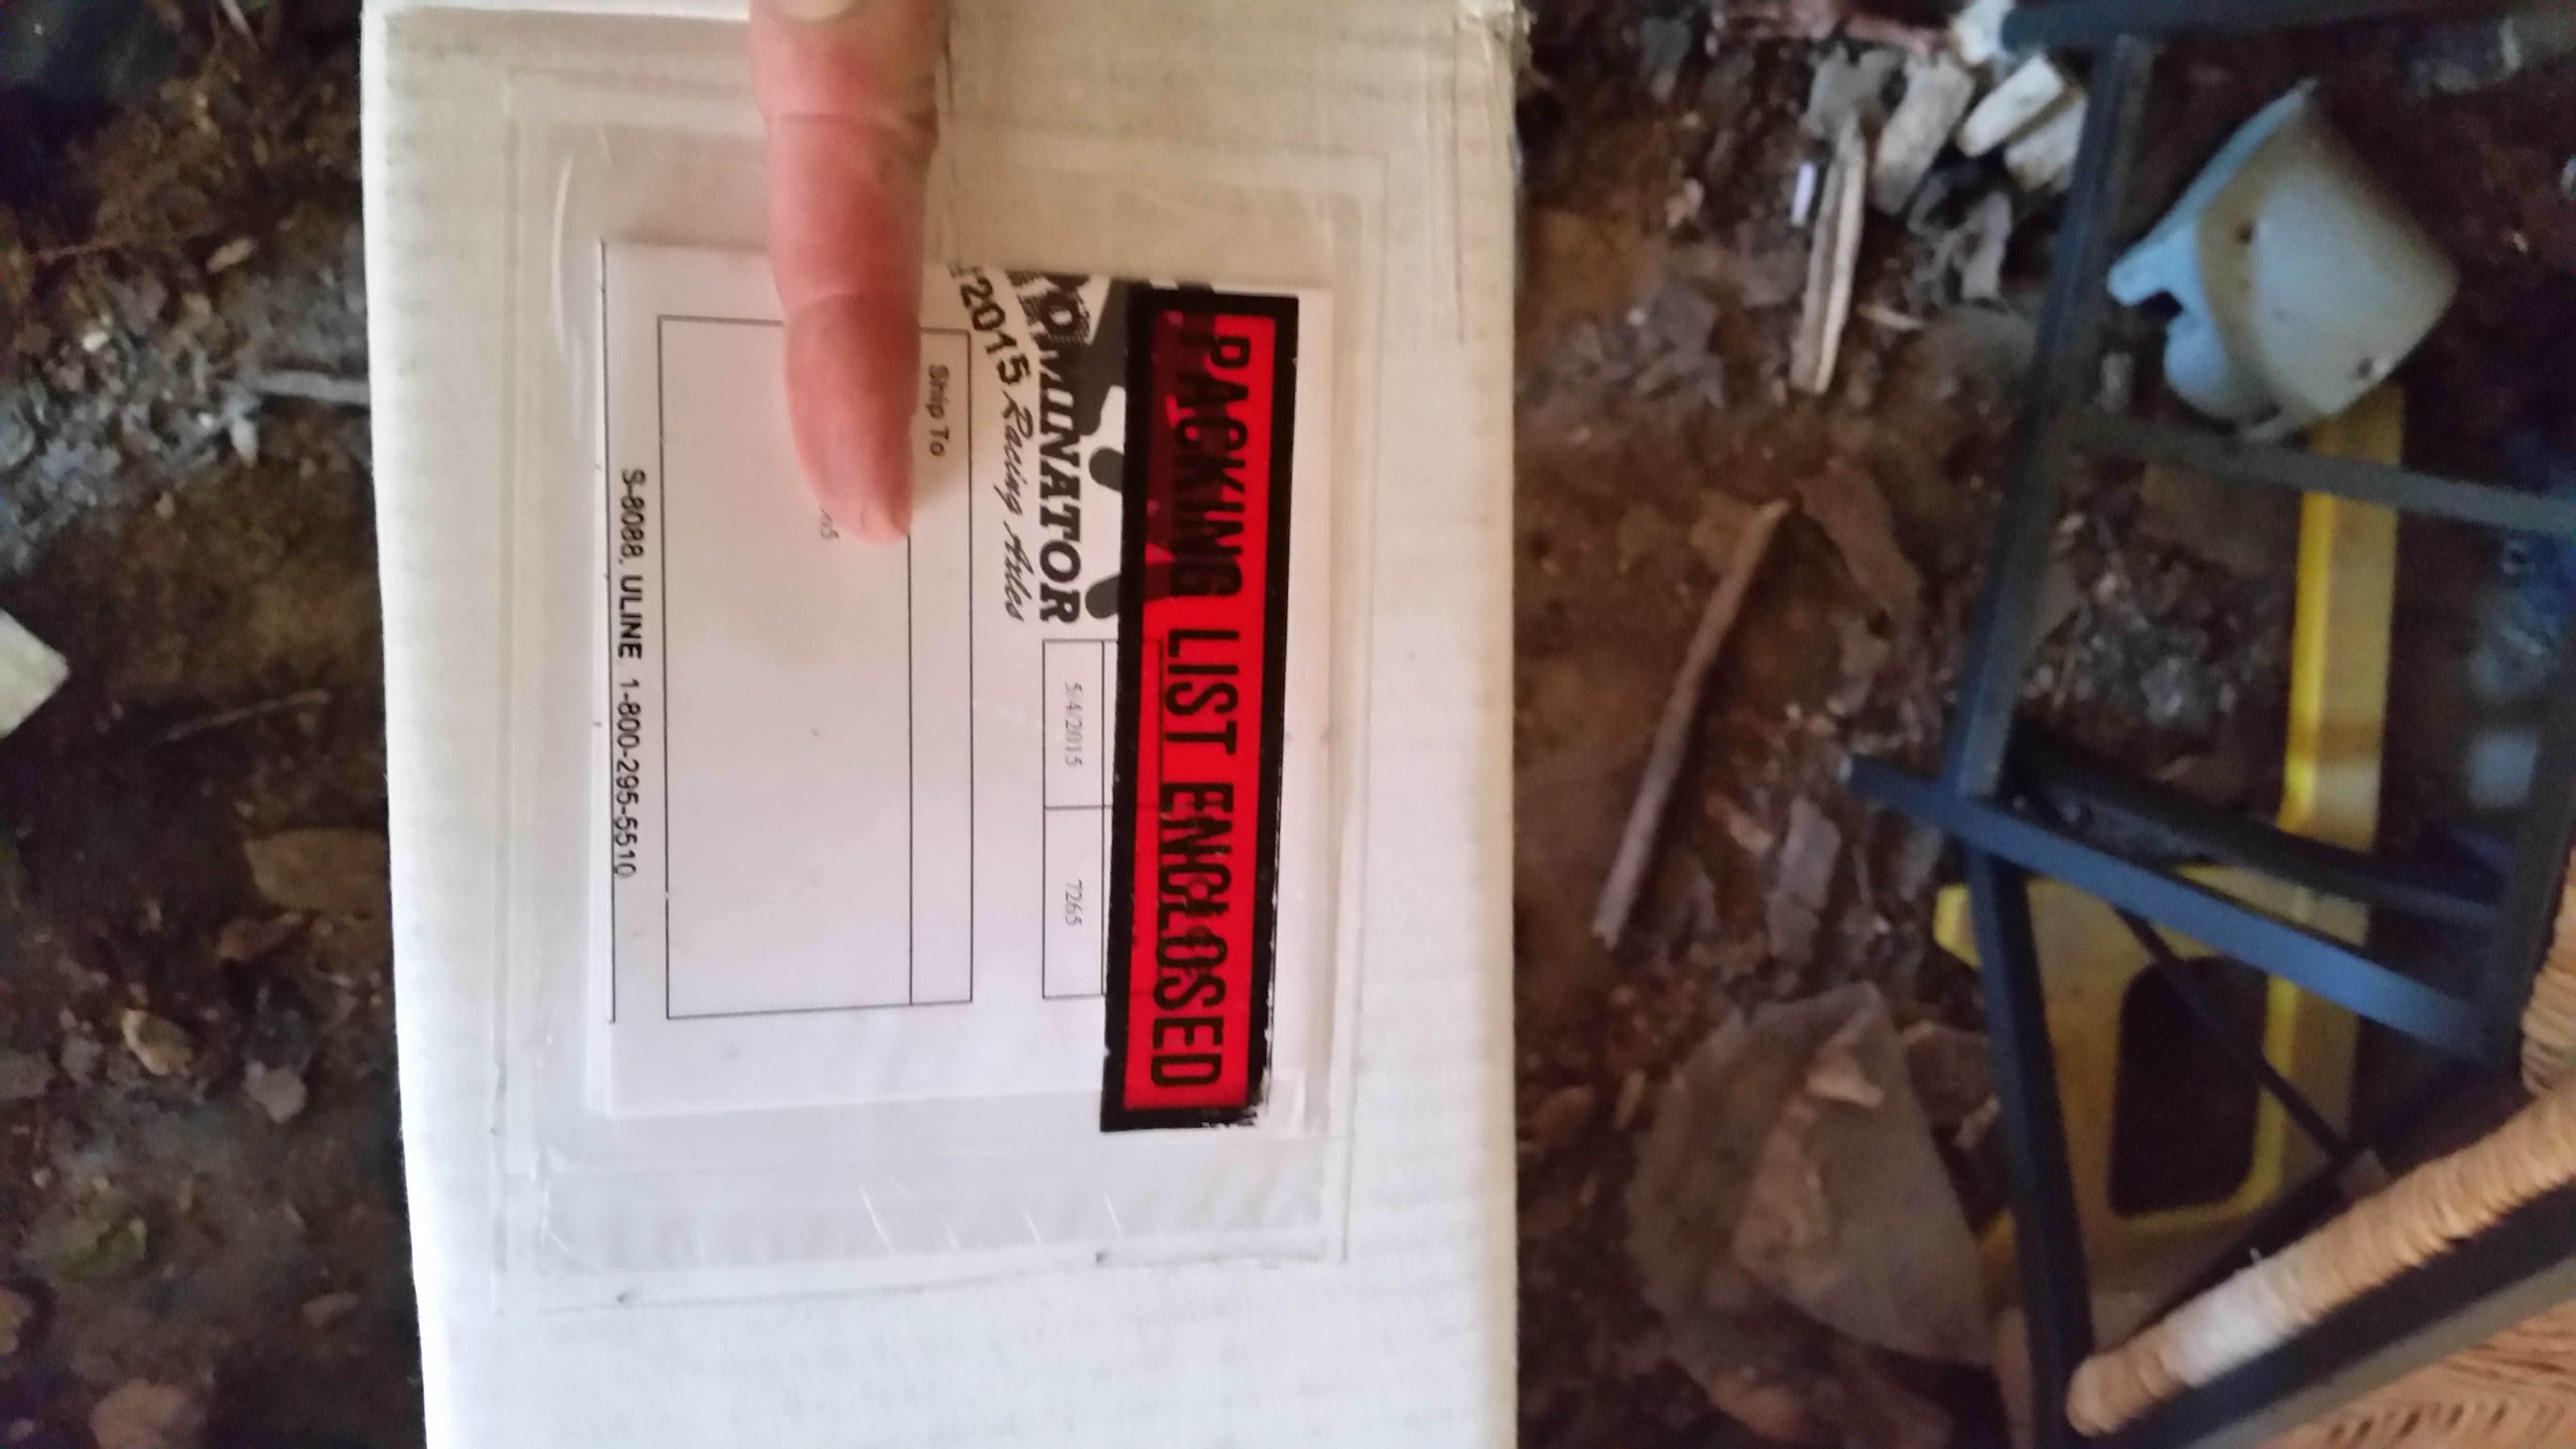 PACKING LIST ENCLOSED
5/4/2015 7265
MINATOR
2015 Racing Axles
Ship To
65
S-8088, ULINE 1-800-295-5510